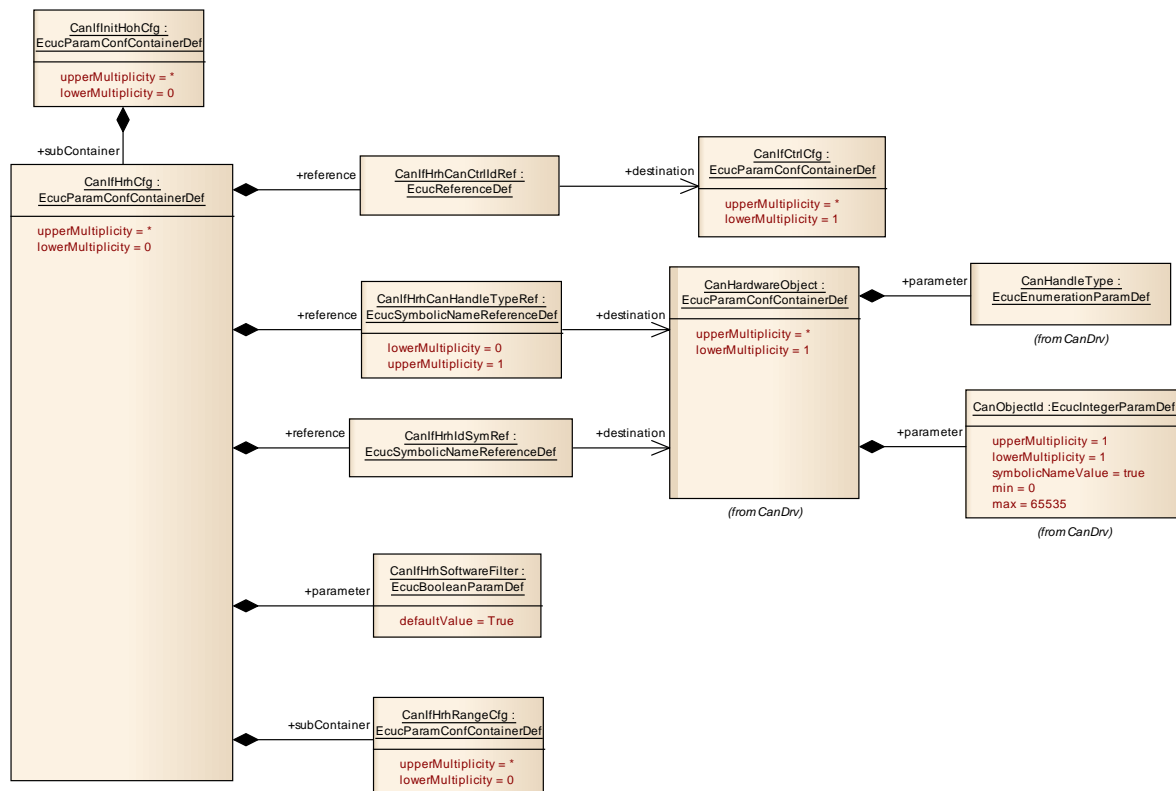 CanIfInitHohCfg :
EcucParamConfContainerDef
upperMultiplicity = *
lowerMultiplicity = 0
+subContainer
CanIfHrhCfg :
EcucParamConfContainerDef
upperMultiplicity = *
lowerMultiplicity = 0
+reference
CanIfHrhCanCtrlIdRef :
EcucReferenceDef
+destination
CanIfCtrlCfg :
EcucParamConfContainerDef
upperMultiplicity = *
lowerMultiplicity = 1
+reference
CanIfHrhCanHandleTypeRef :
EcucSymbolicNameReferenceDef
lowerMultiplicity = 0
upperMultiplicity = 1
+destination
CanHardwareObject :
EcucParamConfContainerDef
upperMultiplicity = *
lowerMultiplicity = 1
(from CanDrv)
+parameter
CanHandleType :
EcucEnumerationParamDef
(from CanDrv)
+reference
CanIfHrhIdSymRef :
EcucSymbolicNameReferenceDef
+destination
+parameter
CanObjectId :EcucIntegerParamDef
upperMultiplicity = 1
lowerMultiplicity = 1
symbolicNameValue = true
min = 0
max = 65535
(from CanDrv)
+parameter
CanIfHrhSoftwareFilter :
EcucBooleanParamDef
defaultValue = True
+subContainer
CanIfHrhRangeCfg :
EcucParamConfContainerDef
upperMultiplicity = *
lowerMultiplicity = 0